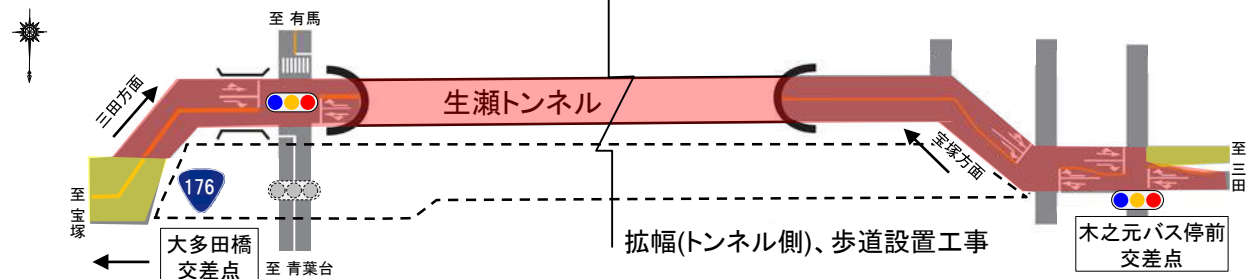 至 有馬
三田方面
生瀬トンネル
宝塚方面
至 三田
176
至 宝塚
大多田橋
交差点
至 青葉台
拡幅(トンネル側)、歩道設置工事
木之元バス停前
交差点